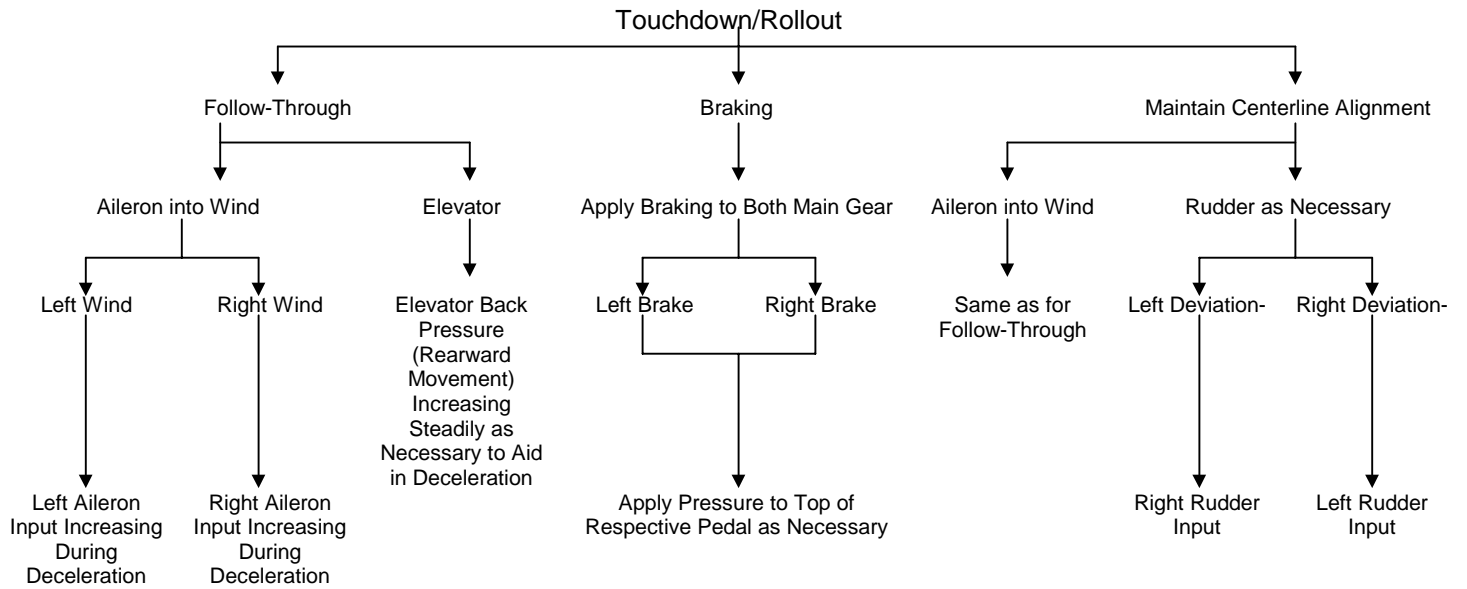 Touchdown/Rollout
Follow-Through
Braking
Maintain Centerline Alignment
Aileron into Wind
Elevator
Apply Braking to Both Main Gear
Aileron into Wind
Rudder as Necessary
Left Wind
Right Wind
Elevator Back
Pressure
(Rearward
Movement)
Increasing
Steadily as
Necessary to Aid
in Deceleration
Left Brake
Right Brake
Same as for
Follow-Through
Left Deviation-
Right Deviation-
Left Aileron
Input Increasing
During
Deceleration
Right Aileron
Input Increasing
During
Deceleration
Apply Pressure to Top of
Respective Pedal as Necessary
Right Rudder
Input
Left Rudder
Input